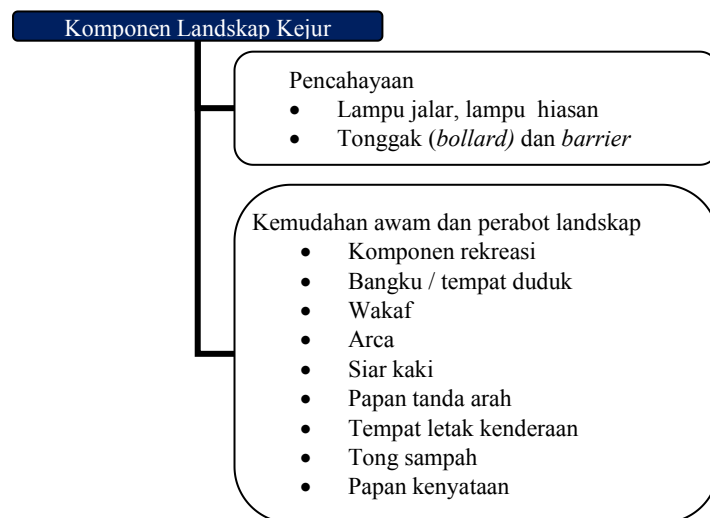 Komponen Landskap Kejur
Pencahayaan
• Lampu jalar, lampu hiasan
• Tonggak (bollard) dan barrier
Kemudahan awam dan perabot landskap
• Komponen rekreasi
• Bangku / tempat duduk
• Wakaf
• Arca
• Siar kaki
• Papan tanda arah
• Tempat letak kenderaan
• Tong sampah
• Papan kenyataan